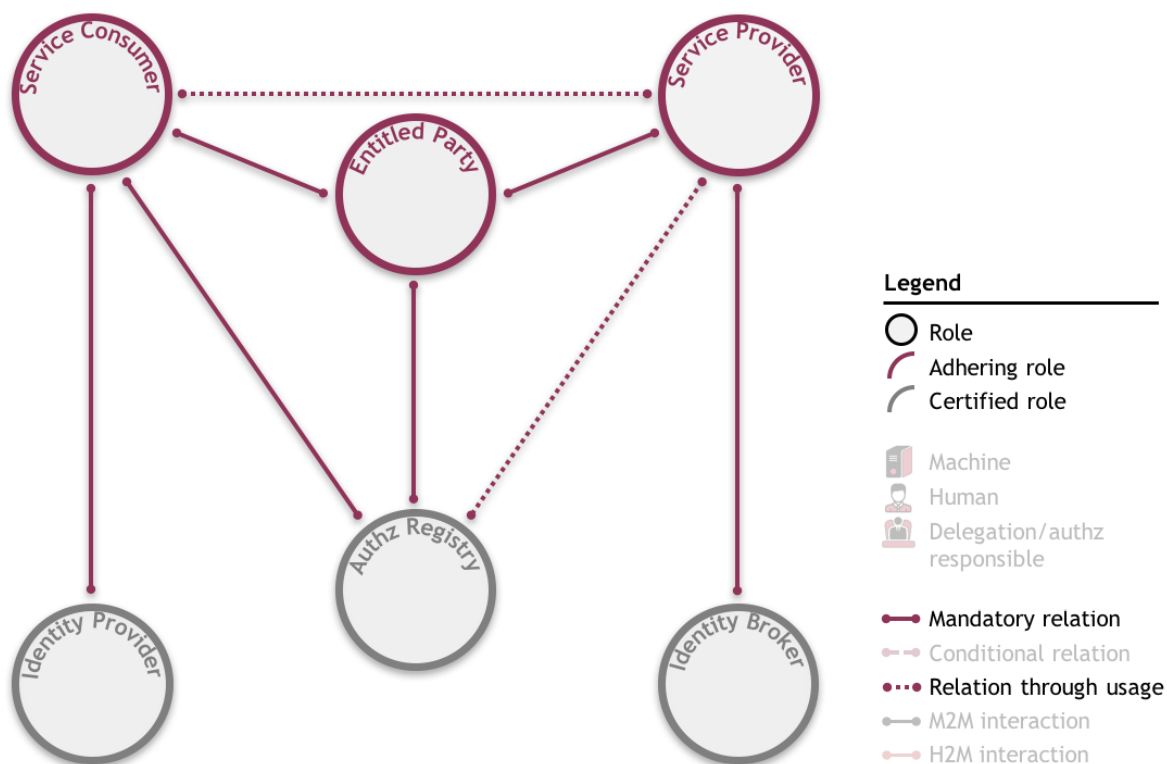 Service Consumer
Service Provider
Entitled Party
Authz Registry
Identity Provider
Identity Broker
Legend
Role
Adhering role
Certified role
Machine
Human
Delegation/authz
responsible
Mandatory relation
Conditional relation
Relation through usage
M2M interaction
H2M interaction